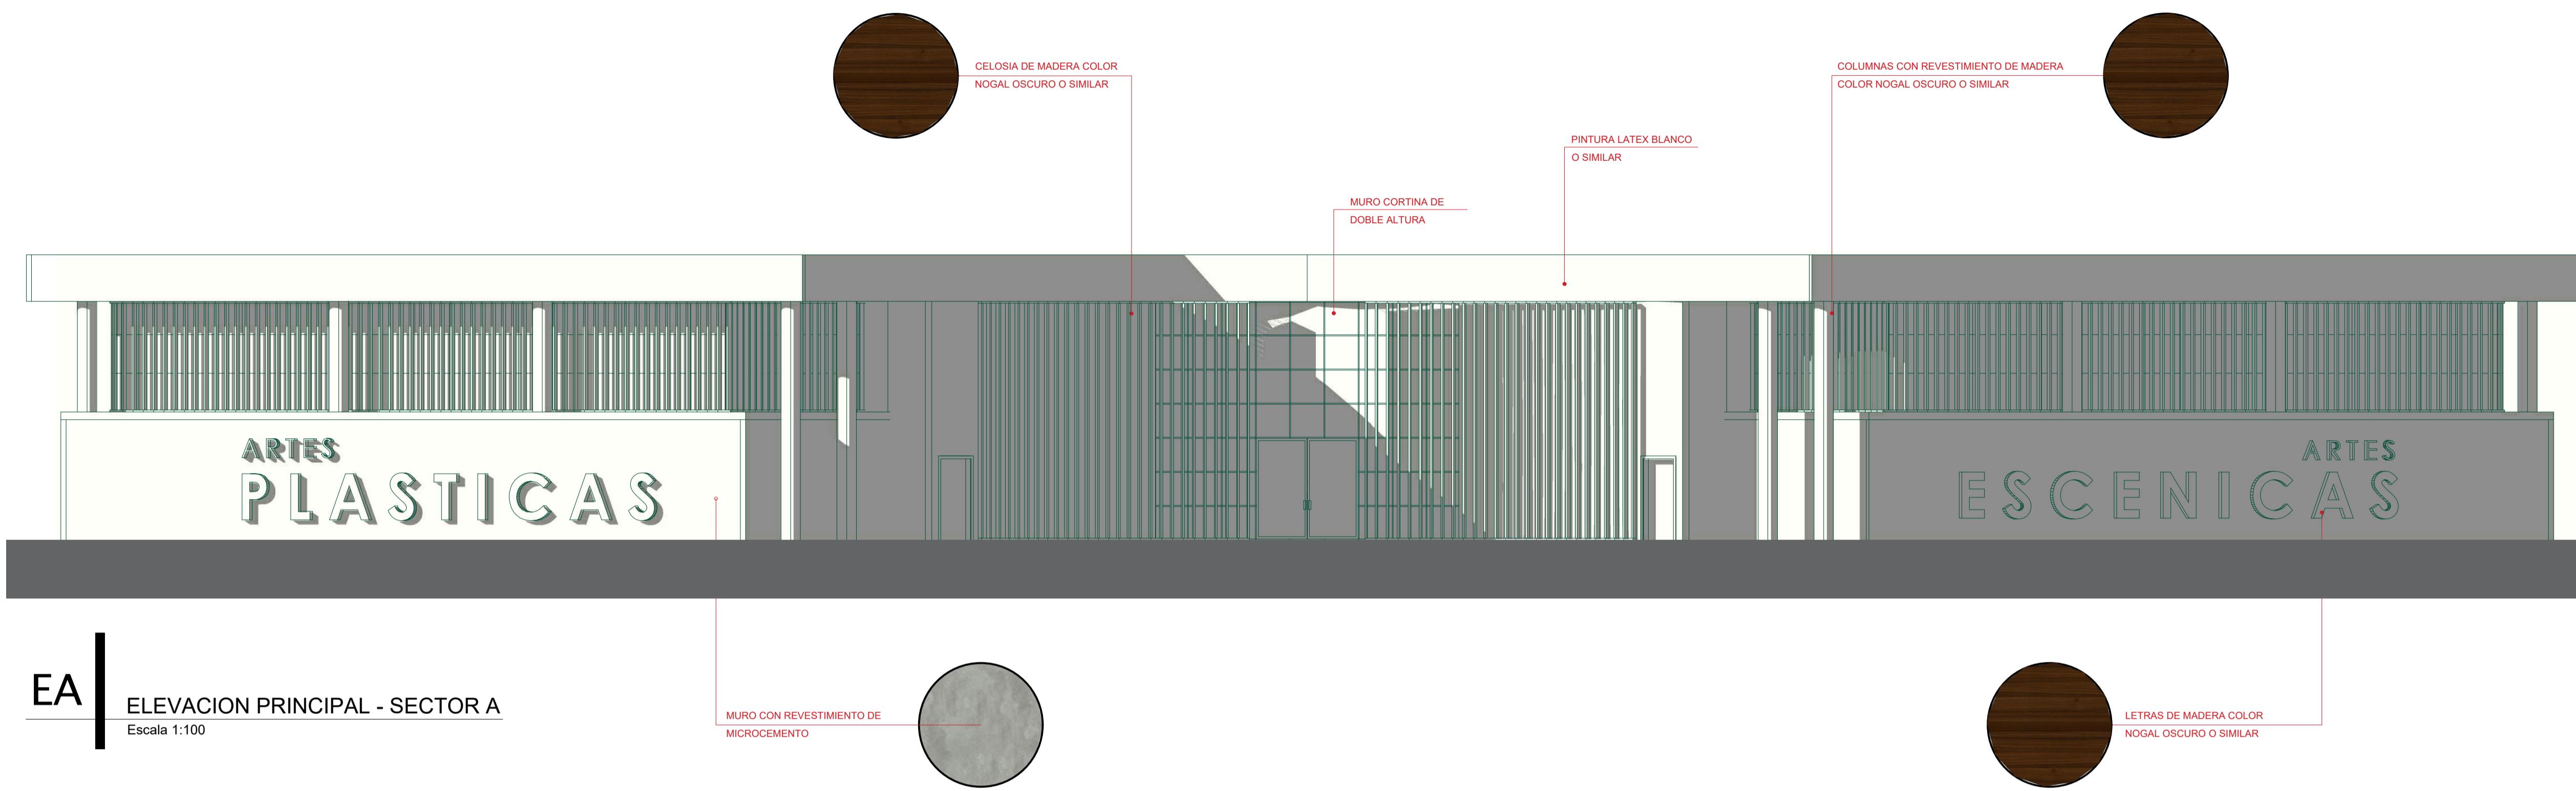 CELOSIA DE MADERA COLOR
NOGAL OSCURO O SIMILAR
COLUMNAS CON REVESTIMIENTO DE MADERA
COLOR NOGAL OSCURO O SIMILAR
PINTURA LATEX BLANCO
O SIMILAR
MURO CORTINA DE
DOBLE ALTURA
ARTES
PLASTICAS
ARTES
ESCENICAS
EA
ELEVACION PRINCIPAL - SECTOR A
Escala 1:100
MURO CON REVESTIMIENTO DE
MICROCEMENTO
LETRAS DE MADERA COLOR
NOGAL OSCURO O SIMILAR